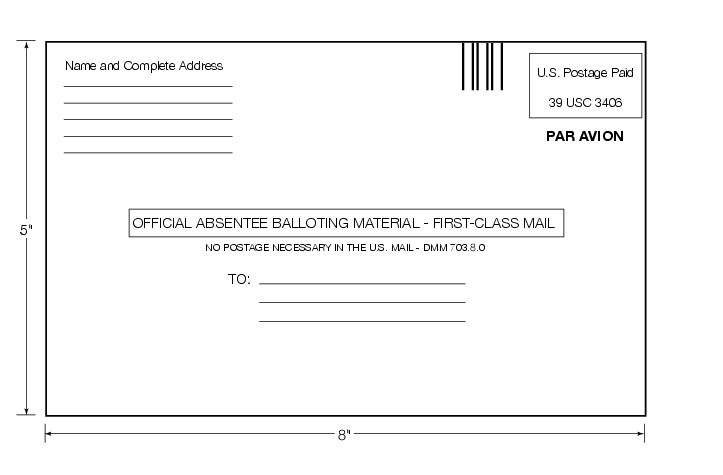 Name and Complete Address
U.S. Postage Paid
39 USC 3406
PAR AVION
OFFICIAL ABSENTEE BALLOTING MATERIAL - FIRST-CLASS MAIL
NO POSTAGE NECESSARY IN THE U.S. MAIL - DMM 703.8.0
TO:
5"
8"